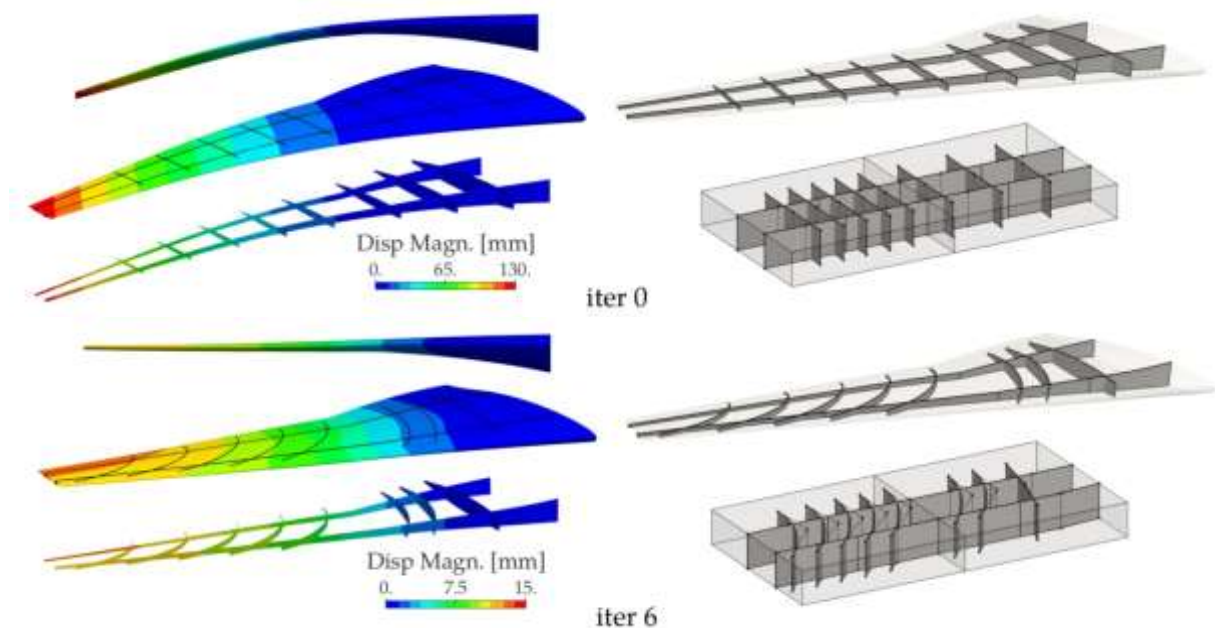 Disp Magn. [mm]
0. 65. 130.
iter 0
Disp Magn. [mm]
0. 7.5 15.
iter 6